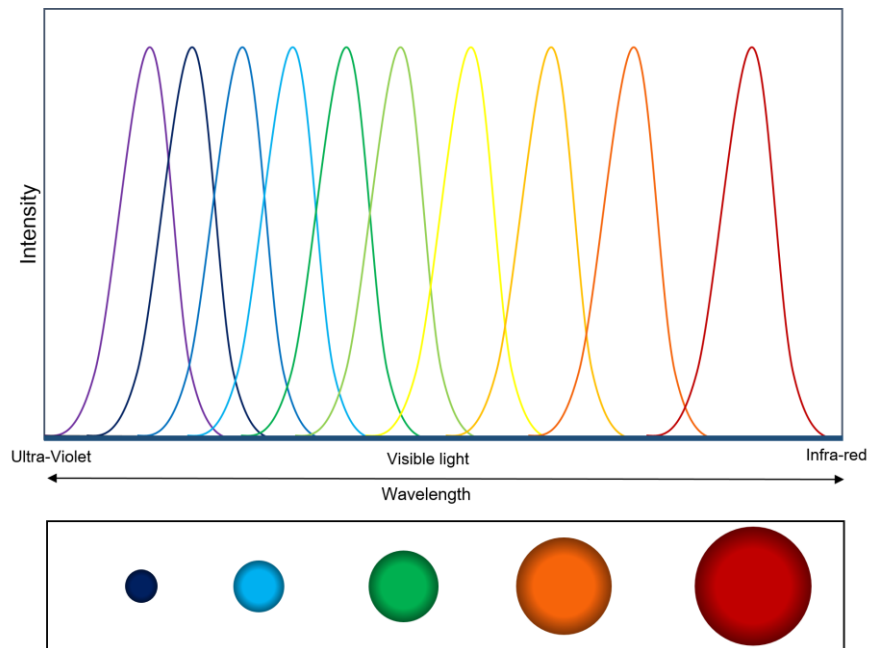 Intensity
Ultra-Violet
Visible light
Infra-red
Wavelength